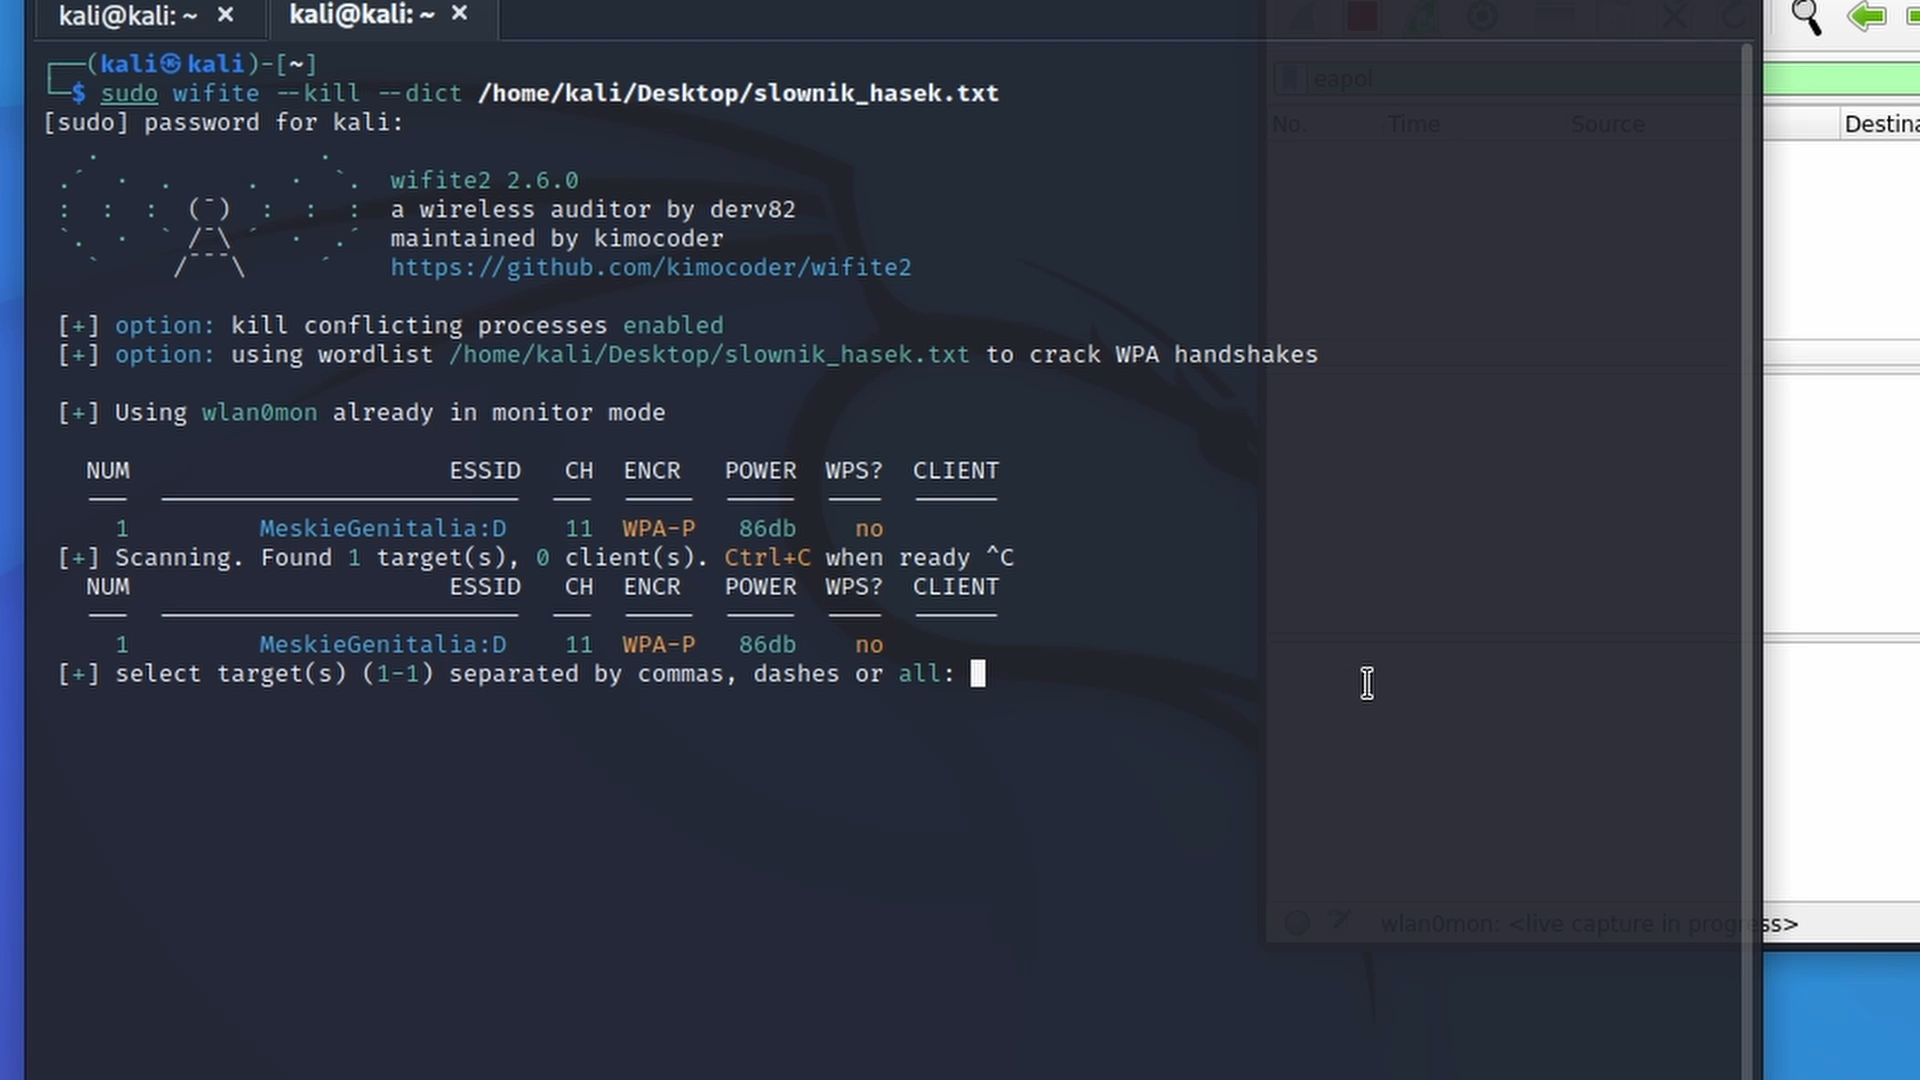 kali@kali: ~ × kali@kali: ~ ×
┌──(kali㉿kali)-[~]
└─$ sudo wifite --kill --dict /home/kali/Desktop/slownik_hasek.txt
[sudo] password for kali:
wifite2 2.6.0
a wireless auditor by derv82
maintained by kimocoder
https://github.com/kimocoder/wifite2
[+] option: kill conflicting processes enabled
[+] option: using wordlist /home/kali/Desktop/slownik_hasek.txt to crack WPA handshakes
[+] Using wlan0mon already in monitor mode
NUM ESSID CH ENCR POWER WPS? CLIENT
1 MeskieGenitalia:D 11 WPA-P 86db no
[+] Scanning. Found 1 target(s), 0 client(s). Ctrl+C when ready ^C
NUM ESSID CH ENCR POWER WPS? CLIENT
1 MeskieGenitalia:D 11 WPA-P 86db no
[+] select target(s) (1-1) separated by commas, dashes or all:
eapol
No. Time Source Destina
wlan0mon: <live capture in progress>